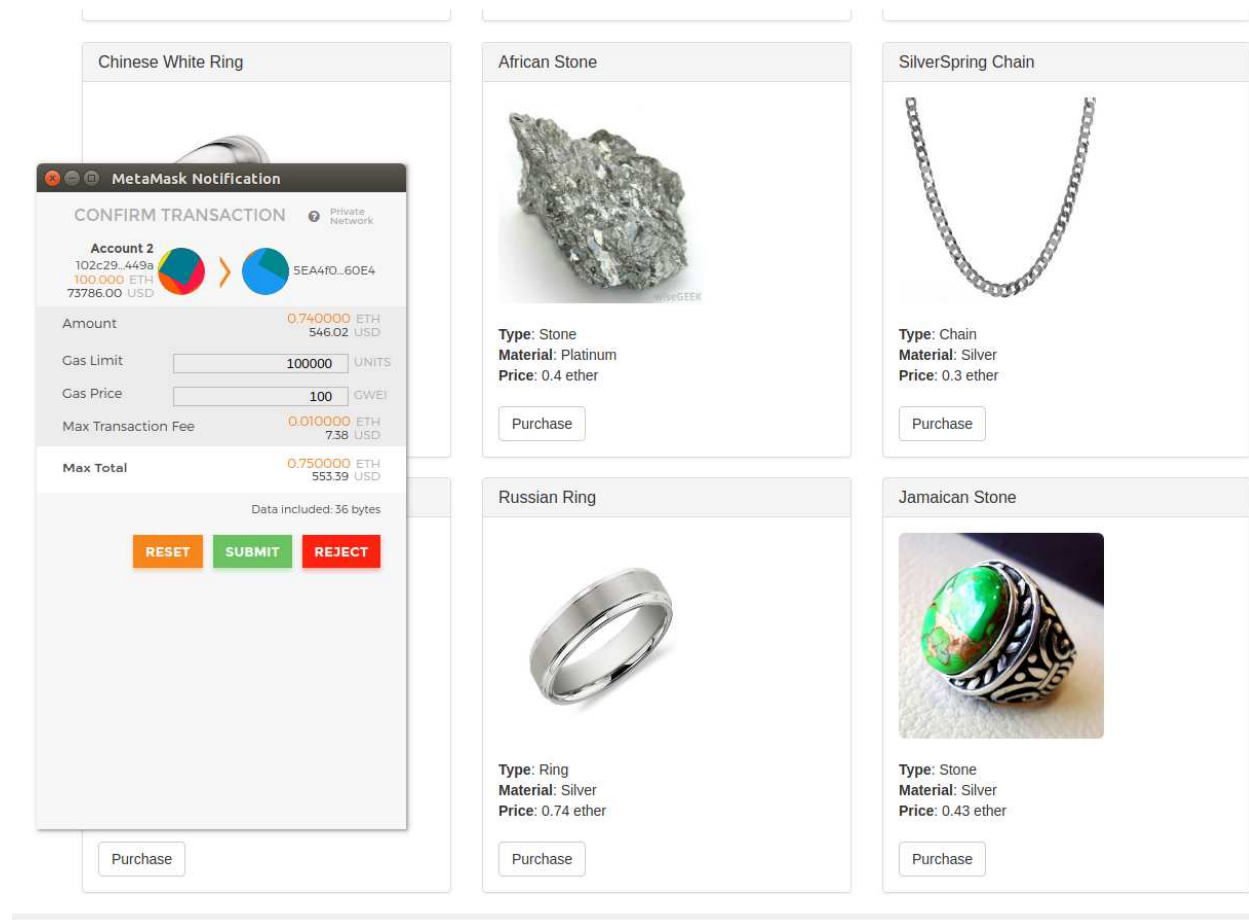 Chinese White Ring
African Stone
SilverSpring Chain
MetaMask Notification
CONFIRM TRANSACTION ? Private Network
Account 2
102c29...449a
100.000 ETH
73786.00 USD
5EA4f0...60E4
Amount 0.740000 ETH
546.02 USD
Gas Limit 100000 UNITS
Gas Price 100 GWEI
Max Transaction Fee 0.010000 ETH
7.38 USD
Max Total 0.750000 ETH
553.39 USD
Data included: 36 bytes
RESET SUBMIT REJECT
Purchase
wiseGEEK
Type: Stone
Material: Platinum
Price: 0.4 ether
Purchase
Type: Chain
Material: Silver
Price: 0.3 ether
Purchase
Russian Ring
Type: Ring
Material: Silver
Price: 0.74 ether
Purchase
Jamaican Stone
Type: Stone
Material: Silver
Price: 0.43 ether
Purchase